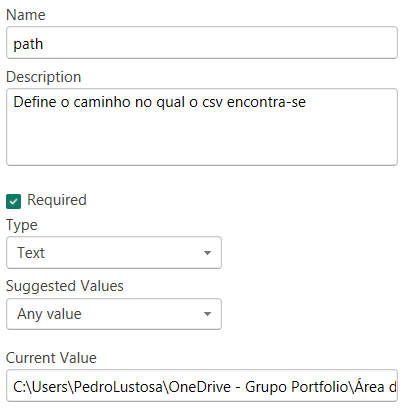 Name
path
Description
Define o caminho no qual o csv encontra-se
Required
Type
Text
Suggested Values
Any value
Current Value
C:\Users\PedroLustosa\OneDrive - Grupo Portfolio\Área d